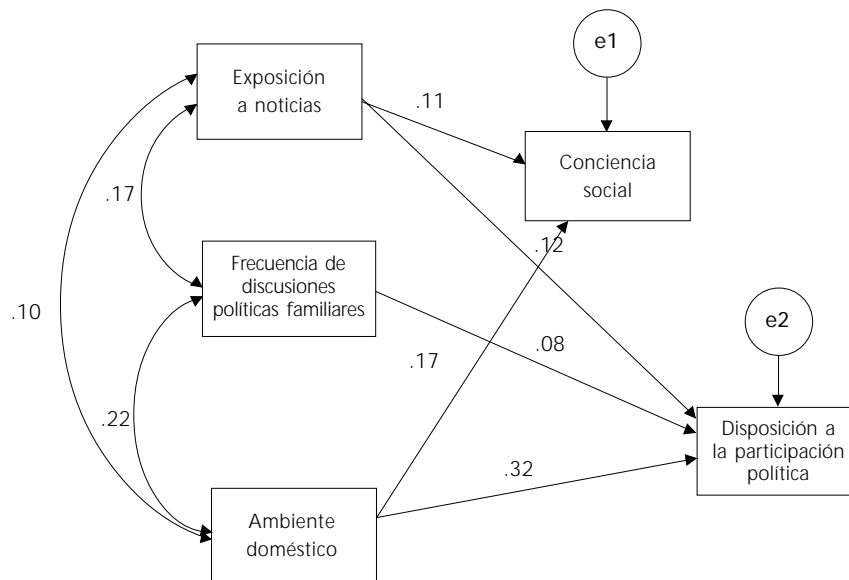 e1
Exposición
a noticias
.11
Conciencia
social
.17
.12
Frecuencia de
discusiones
políticas familiares
.10
e2
.08
.17
.22
Disposición a
la participación
política
.32
Ambiente
doméstico